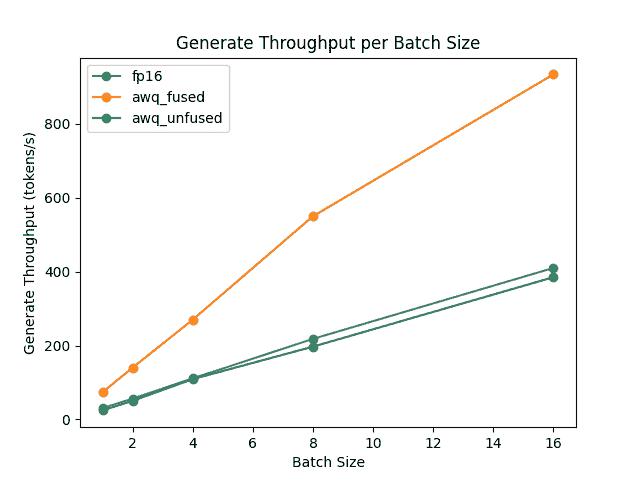 Generate Throughput per Batch Size
fp16
awq_fused
awq_unfused
Generate Throughput (tokens/s)
800
600
400
200
0
2 4 6 8 10 12 14 16
Batch Size